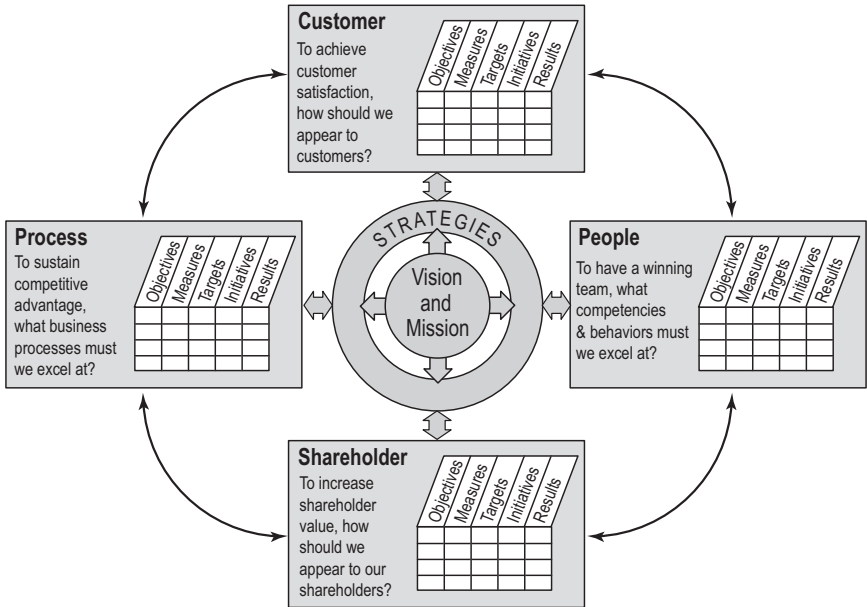 Customer
To achieve
customer
satisfaction,
how should we
appear to
customers?
Objectives
Measures
Targets
Initiatives
Results
Process
To sustain
competitive
advantage,
what business
processes must
we excel at?
Objectives
Measures
Targets
Initiatives
Results
STRATEGIES
Vision
and
Mission
People
To have a winning
team, what
competencies
& behaviors must
we excel at?
Objectives
Measures
Targets
Initiatives
Results
Shareholder
To increase
shareholder
value, how
should we
appear to our
shareholders?
Objectives
Measures
Targets
Initiatives
Results